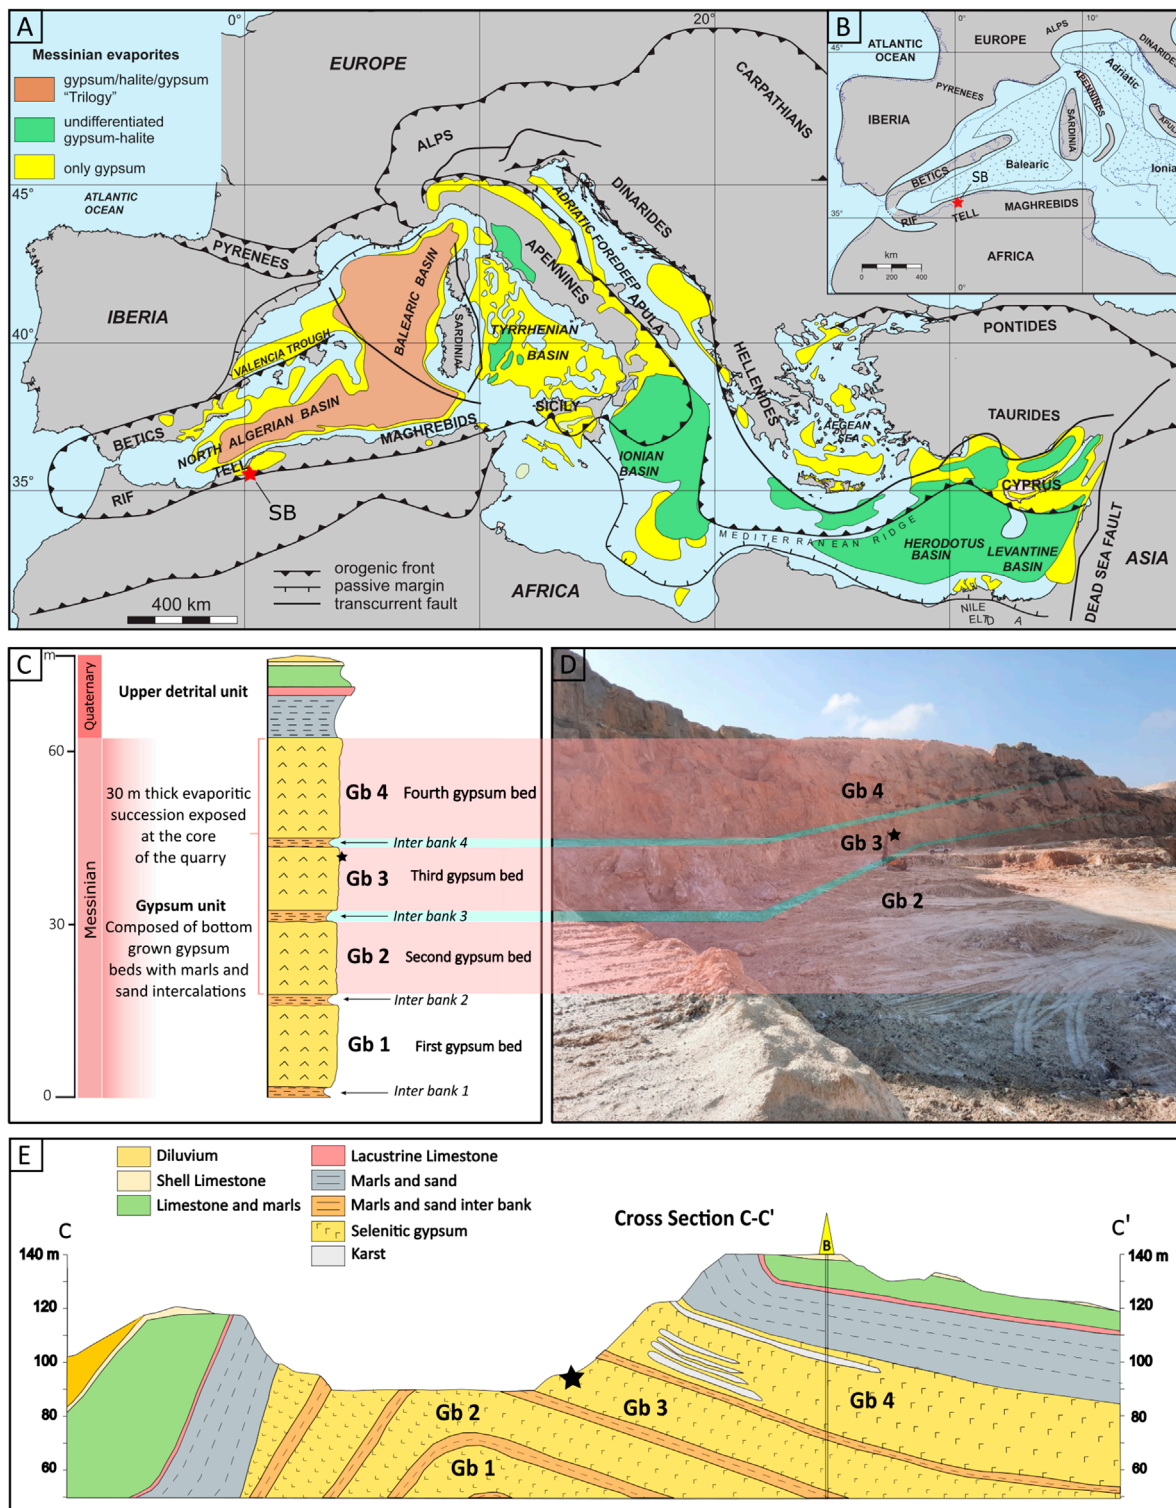 A
0°
20°
Messinian evaporites
gypsum/halite/gypsum
"Trilogy"
undifferentiated
gypsum-halite
only gypsum
EUROPE
CARPATHIANS
ALPS
45°
ATLANTIC
OCEAN
DINARIDES
PYRENEES
ADRIATIC FOREDEEP
APENNINES
APULA
IBERIA
BALEARIC BASIN
SARDINIA
40°
VALENCIA TROUGH
TYRRHENIAN
BASIN
HELLENIDES
PONTIDES
TAURIDES
BETICS
NORTH ALGERIAN BASIN
MAGHREBIDS
SICILY
AEGEAN
SEA
TELL
IONIAN
BASIN
CYPRUS
35°
RIF
SB
MEDITERRANEAN RIDGE
HERODOTUS
BASIN
LEVANTINE
BASIN
DEAD SEA FAULT
ASIA
orogenic front
passive margin
transcurrent fault
AFRICA
400 km
NILE
ELTD A
B
0°
10°
ALPS
DINARIDES
ATLANTIC
OCEAN
EUROPE
45°
Adriatic
PYRENEES
APENNINES
IBERIA
SARDINIA
APUL
BETICS
Balearic
Ionia
SB
35°
RIF
TELL
MAGHREBIDS
km
0 200 400
AFRICA
0°
C
m
Quaternary
Upper detrital unit
60
30 m thick evaporitic
succession exposed
at the core
of the quarry
Gb 4 Fourth gypsum bed
Inter bank 4
Gb 3 Third gypsum bed
Messinian
Gypsum unit
Composed of bottom
grown gypsum
beds with marls and
sand intercalations
30
Inter bank 3
Gb 2 Second gypsum bed
Inter bank 2
Gb 1 First gypsum bed
0
Inter bank 1
D
Gb 4
Gb 3
Gb 2
E
Diluvium
Shell Limestone
Limestone and marls
Lacustrine Limestone
Marls and sand
Marls and sand inter bank
Selenitic gypsum
Karst
Cross Section C-C'
C
C'
B
140 m
140 m
120
120
100
100
80
80
60
60
Gb 2
Gb 1
Gb 3
Gb 4